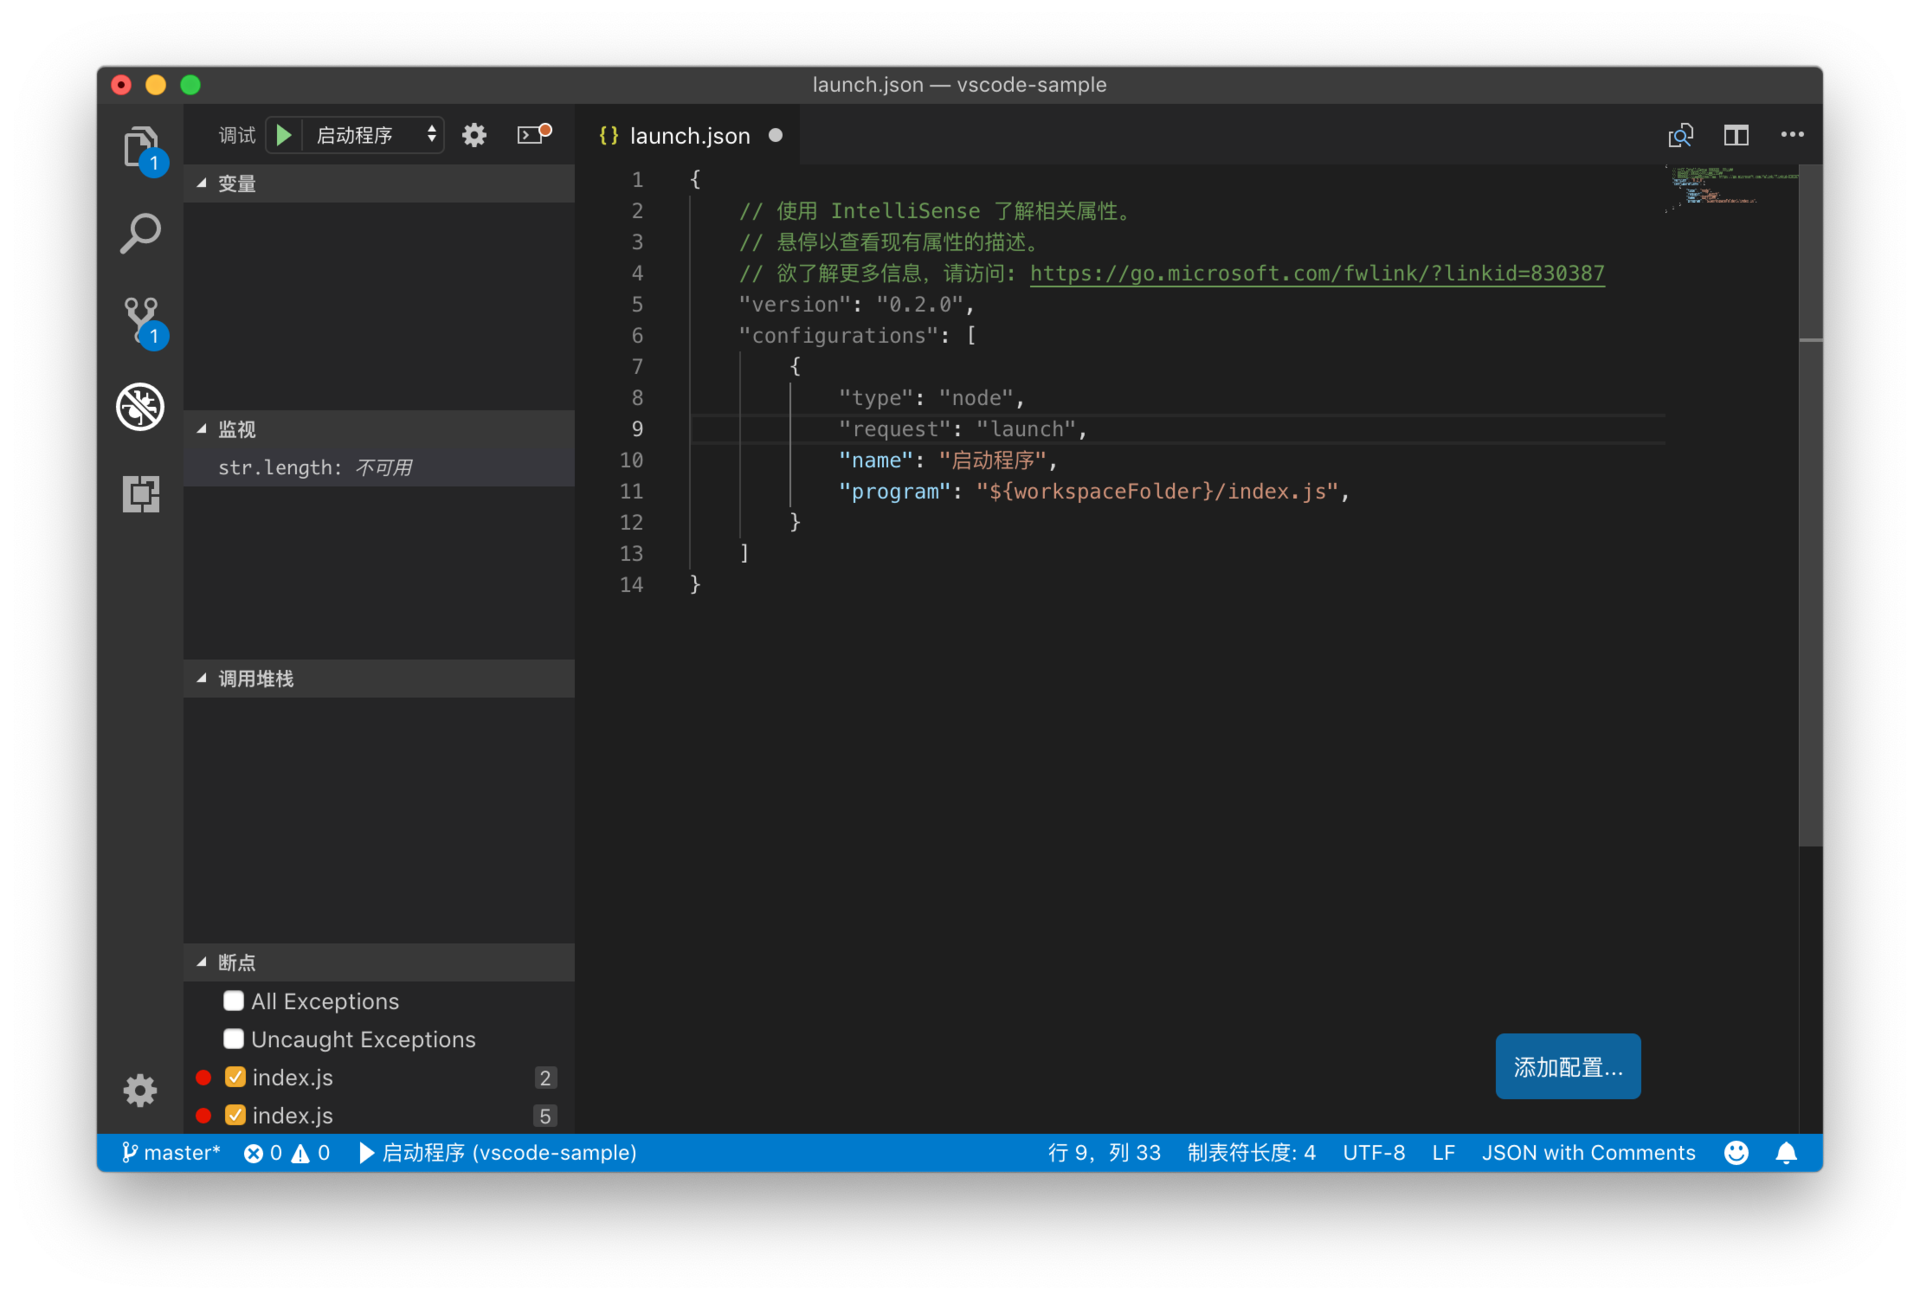 launch.json — vscode-sample
调试 启动程序
{} launch.json
1
变量
1
监视
str.length: 不可用
调用堆栈
断点
All Exceptions
Uncaught Exceptions
index.js 2
index.js 5
1 {
2 // 使用 IntelliSense 了解相关属性。
3 // 悬停以查看现有属性的描述。
4 // 欲了解更多信息，请访问: https://go.microsoft.com/fwlink/?linkid=830387
5 "version": "0.2.0",
6 "configurations": [
7 {
8 "type": "node",
9 "request": "launch",
10 "name": "启动程序",
11 "program": "${workspaceFolder}/index.js",
12 }
13 ]
14 }
添加配置...
master* 0 0 启动程序 (vscode-sample) 行 9，列 33 制表符长度: 4 UTF-8 LF JSON with Comments